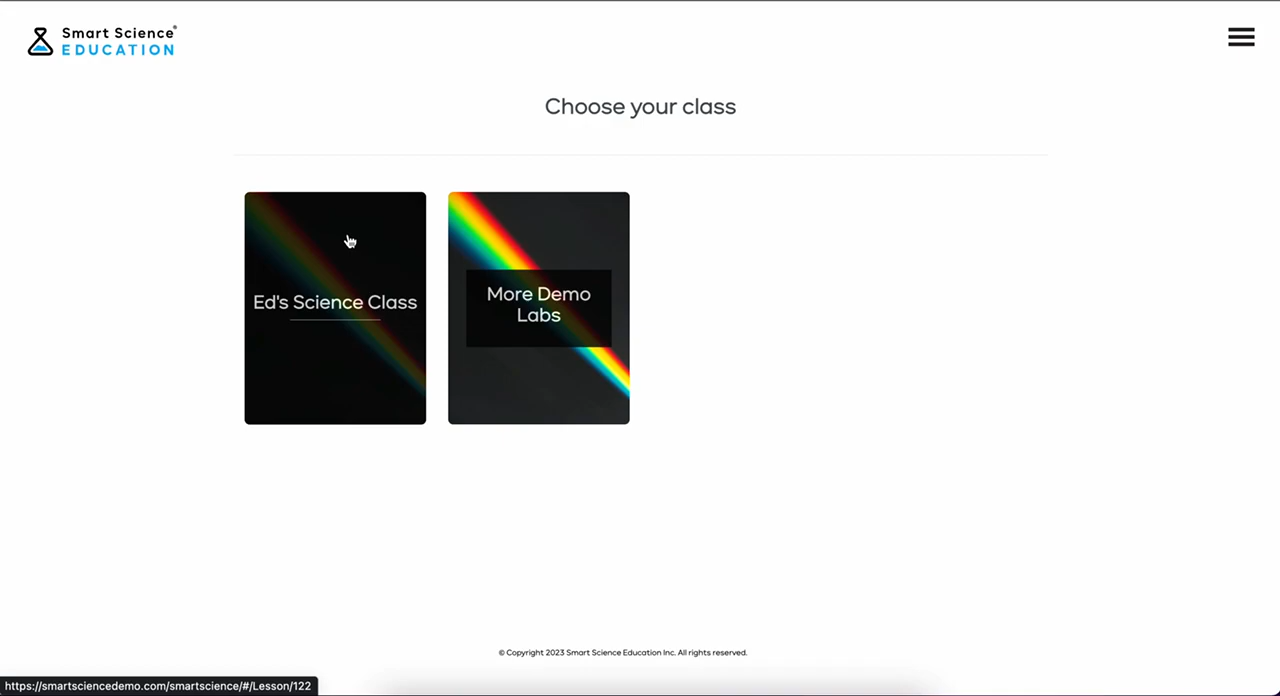 Smart Science®
EDUCATION
Choose your class
Ed's Science Class
More Demo
Labs
© Copyright 2023 Smart Science Education Inc. All rights reserved.
https://smartsciencedemo.com/smartscience/#/Lesson/122